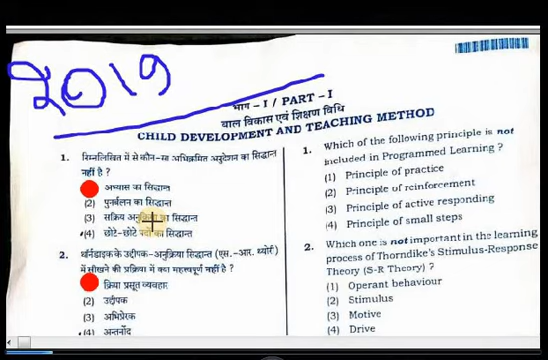 2019
भाग – I / PART – I
बाल विकास एवं शिक्षण विधि
CHILD DEVELOPMENT AND TEACHING METHOD
1. निम्नलिखित में से कौन-सा अभिक्रमित अनुदेशन का सिद्धान्त
नहीं है ?
अभ्यास का सिद्धान्त
(2) पुनर्बलन का सिद्धान्त
(3) सक्रिय अनुक्रिया का सिद्धान्त
(4) छोटे-छोटे पदों का सिद्धान्त
2. थॉर्नडाइक के उद्दीपक-अनुक्रिया सिद्धान्त (एस.-आर. थ्योरी)
में सीखने की प्रक्रिया में क्या महत्त्वपूर्ण नहीं है ?
क्रिया प्रसूत व्यवहार
(2) उद्दीपक
(3) अभिप्रेरक
(4) अन्तर्नोद
1. Which of the following principle is not
included in Programmed Learning ?
(1) Principle of practice
(2) Principle of reinforcement
(3) Principle of active responding
(4) Principle of small steps
2. Which one is not important in the learning
process of Thorndike's Stimulus-Response
Theory (S-R Theory) ?
(1) Operant behaviour
(2) Stimulus
(3) Motive
(4) Drive